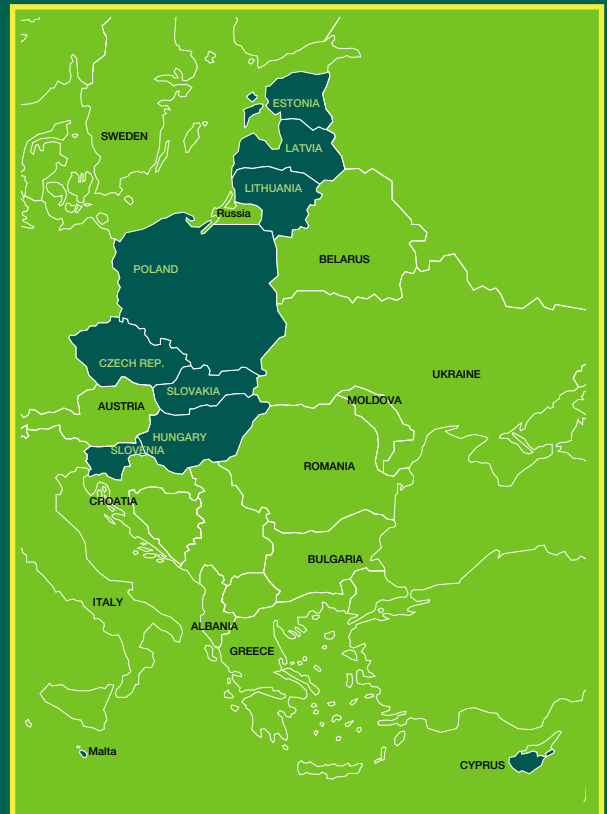 ESTONIA
SWEDEN
LATVIA
LITHUANIA
Russia
BELARUS
POLAND
CZECH REP.
UKRAINE
SLOVAKIA
MOLDOVA
AUSTRIA
HUNGARY
SLOVENIA
ROMANIA
CROATIA
BULGARIA
ITALY
ALBANIA
GREECE
Malta
CYPRUS